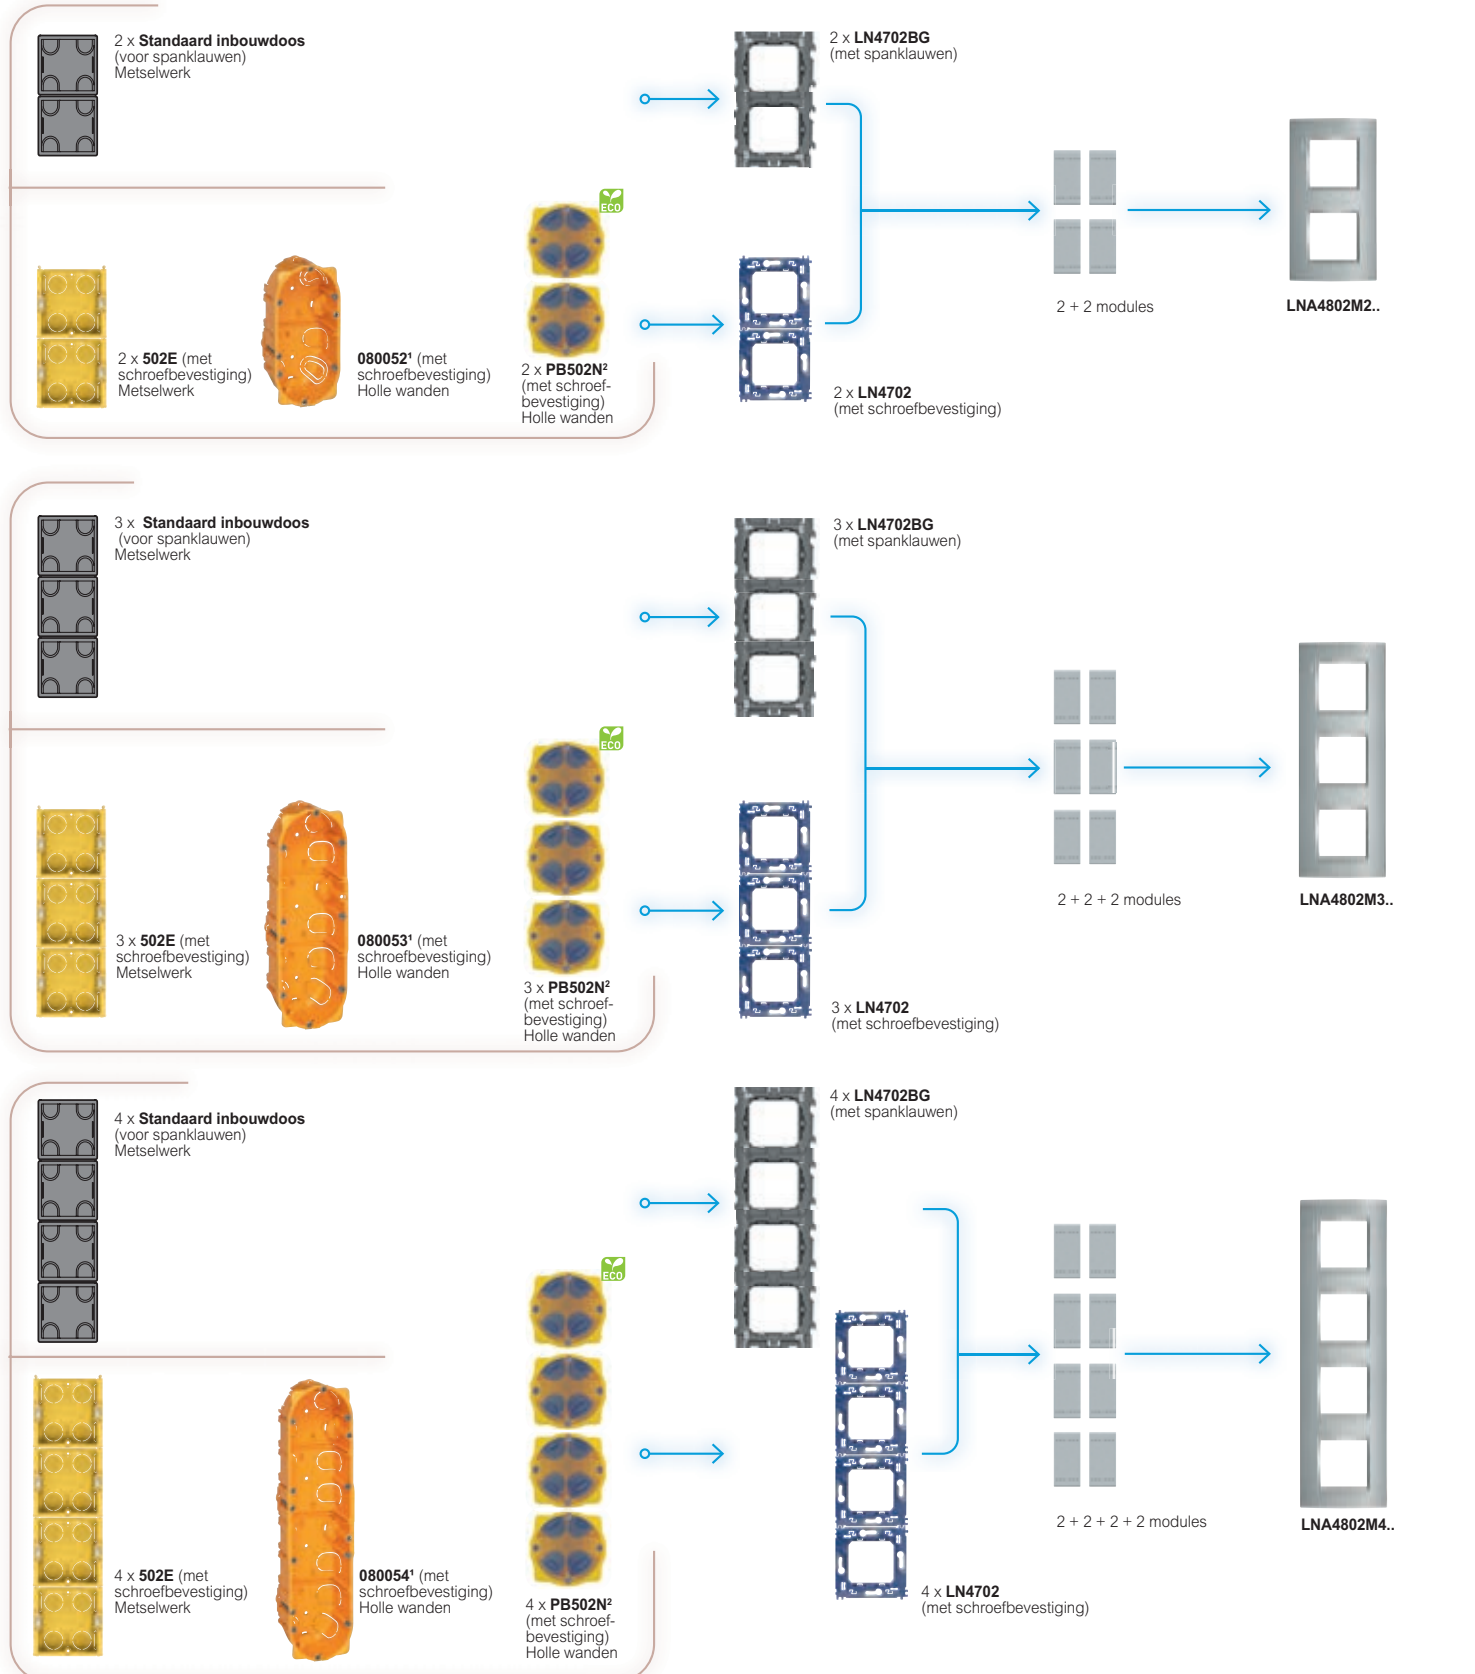 2 x Standaard inbouwdoos
(voor spanklauwen)
Metselwerk
2 x LN4702BG
(met spanklauwen)
ECO
2 x 502E (met
schroefbevestiging)
Metselwerk
080052¹ (met
schroefbevestiging)
Holle wanden
2 x PB502N²
(met schroef-
bevestiging)
Holle wanden
2 x LN4702
(met schroefbevestiging)
2 + 2 modules
LNA4802M2..
3 x Standaard inbouwdoos
(voor spanklauwen)
Metselwerk
3 x LN4702BG
(met spanklauwen)
ECO
3 x 502E (met
schroefbevestiging)
Metselwerk
080053¹ (met
schroefbevestiging)
Holle wanden
3 x PB502N²
(met schroef-
bevestiging)
Holle wanden
3 x LN4702
(met schroefbevestiging)
2 + 2 + 2 modules
LNA4802M3..
4 x Standaard inbouwdoos
(voor spanklauwen)
Metselwerk
4 x LN4702BG
(met spanklauwen)
ECO
4 x 502E (met
schroefbevestiging)
Metselwerk
080054¹ (met
schroefbevestiging)
Holle wanden
4 x PB502N²
(met schroef-
bevestiging)
Holle wanden
4 x LN4702
(met schroefbevestiging)
2 + 2 + 2 + 2 modules
LNA4802M4..